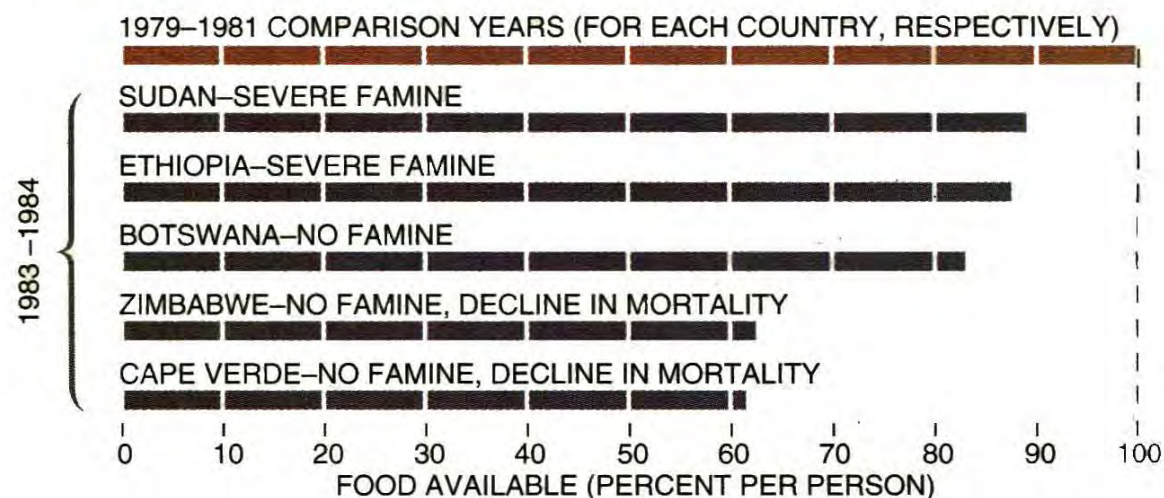 1979–1981 COMPARISON YEARS (FOR EACH COUNTRY, RESPECTIVELY)
SUDAN–SEVERE FAMINE
ETHIOPIA–SEVERE FAMINE
BOTSWANA–NO FAMINE
ZIMBABWE–NO FAMINE, DECLINE IN MORTALITY
CAPE VERDE–NO FAMINE, DECLINE IN MORTALITY
1983–1984
0 10 20 30 40 50 60 70 80 90 100
FOOD AVAILABLE (PERCENT PER PERSON)